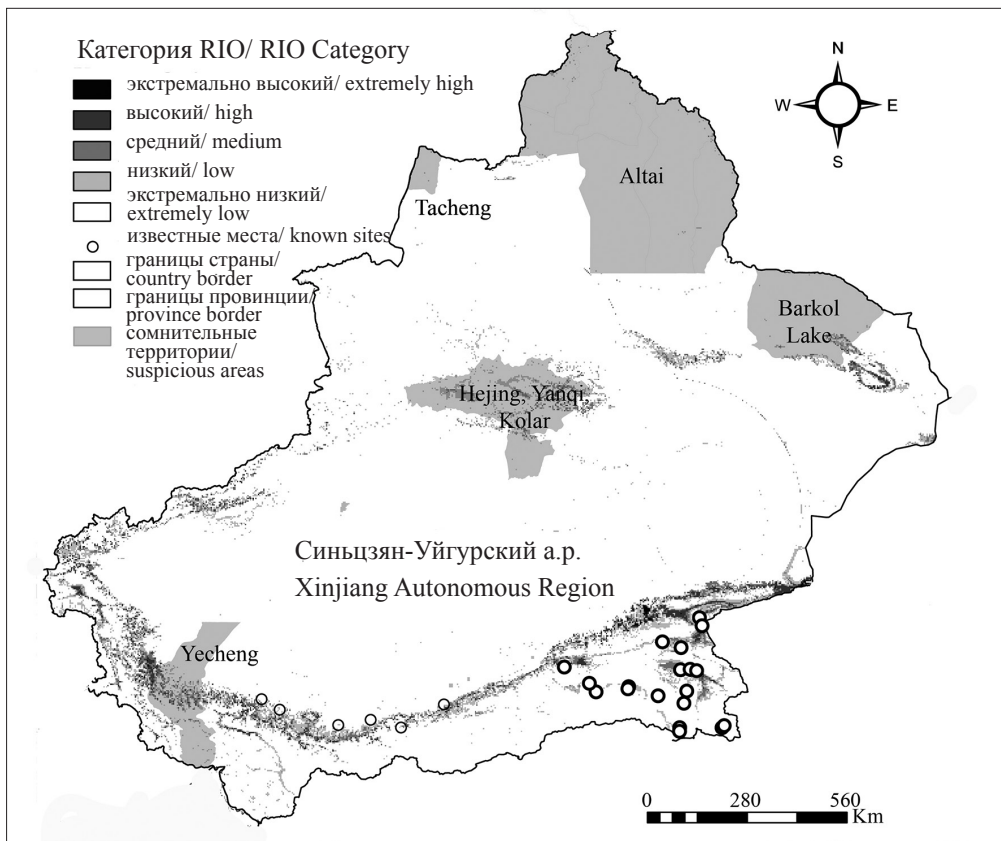 Категория RIO/ RIO Category
экстремально высокий/ extremely high
высокий/ high
средний/ medium
низкий/ low
экстремально низкий/
extremely low
известные места/ known sites
границы страны/
country border
границы провинции/
province border
сомнительные
территории/
suspicious areas
N
W E
S
Altai
Tacheng
Barkol
Lake
Hejing, Yanqi,
Kolar
Синьцзян-Уйгурский а.р.
Xinjiang Autonomous Region
Yecheng
0 280 560
Km